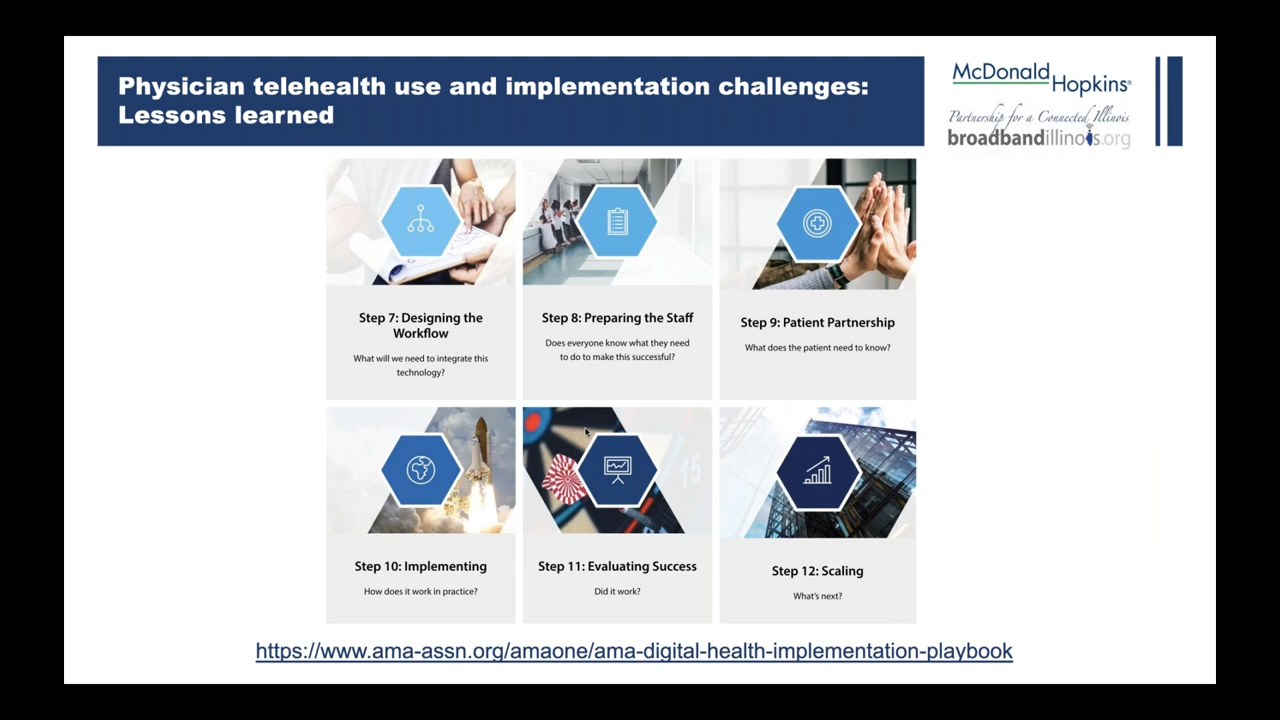 Physician telehealth use and implementation challenges:
Lessons learned
McDonald
Hopkins®
Partnership for a Connected Illinois
broadbandillinois.org
Step 7: Designing the
Workflow
What will we need to integrate this
technology?
Step 8: Preparing the Staff
Does everyone know what they need
to do to make this successful?
Step 9: Patient Partnership
What does the patient need to know?
Step 10: Implementing
How does it work in practice?
15
Step 11: Evaluating Success
Did it work?
Step 12: Scaling
What's next?
https://www.ama-assn.org/amaone/ama-digital-health-implementation-playbook